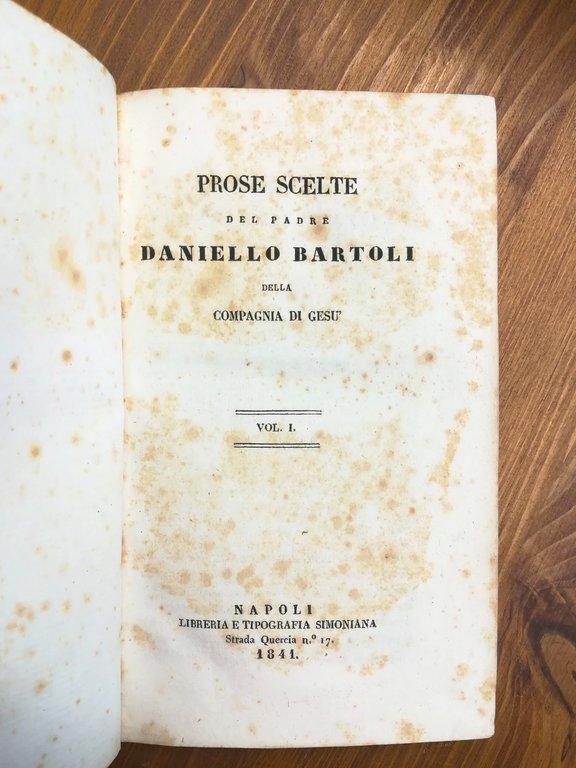 PROSE SCELTE
DEL PADRE
DANIELLO BARTOLI
DELLA
COMPAGNIA DI GESU'
VOL. I.
NAPOLI
LIBRERIA E TIPOGRAFIA SIMONIANA
Strada Quercia n.º 17.
1841.